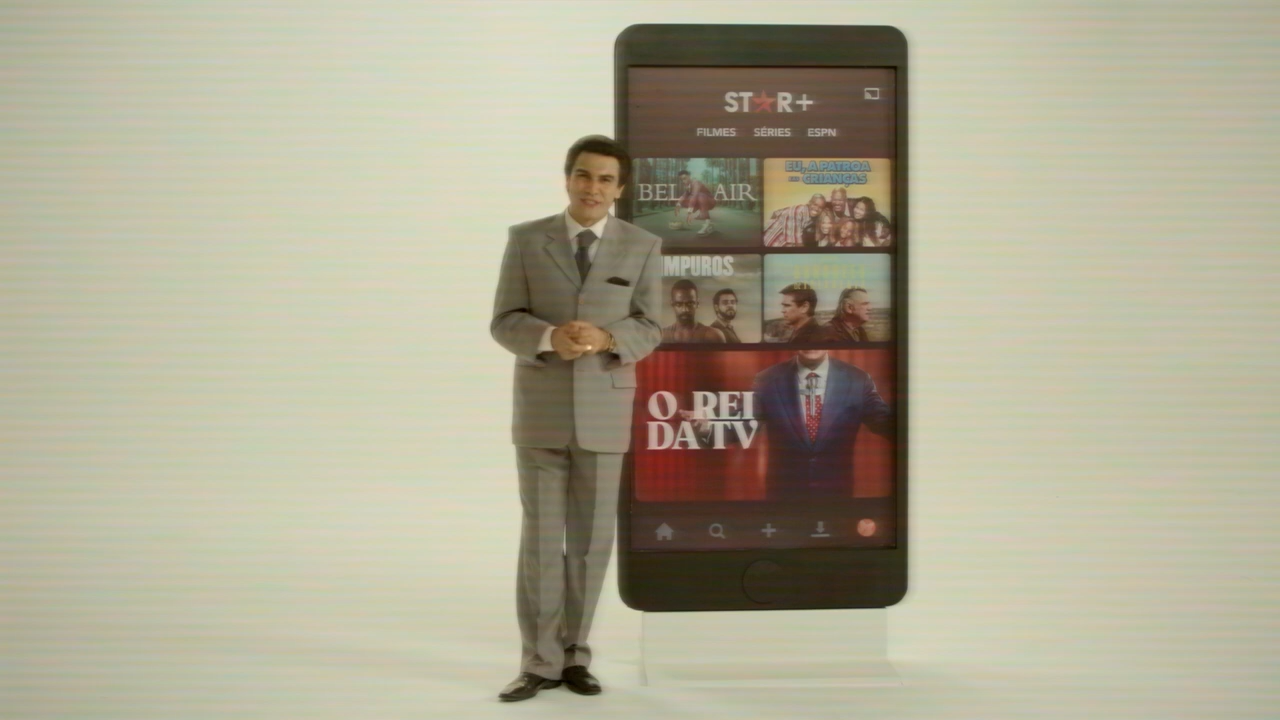 ST★R+
FILMES SÉRIES ESPN
BEL AIR
EU, A PATROA
E AS CRIANÇAS
IMPUROS
O REI
DA TV